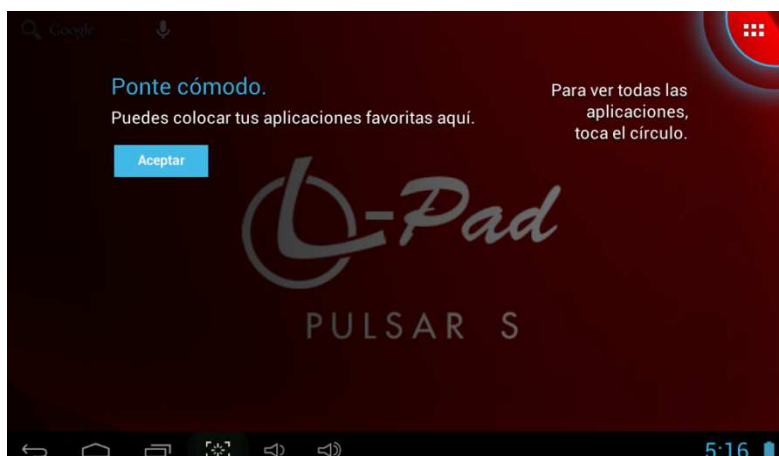 Google
Ponte cómodo.
Puedes colocar tus aplicaciones favoritas aquí.
Aceptar
Para ver todas las
aplicaciones,
toca el círculo.
L-Pad
PULSAR S
5:16